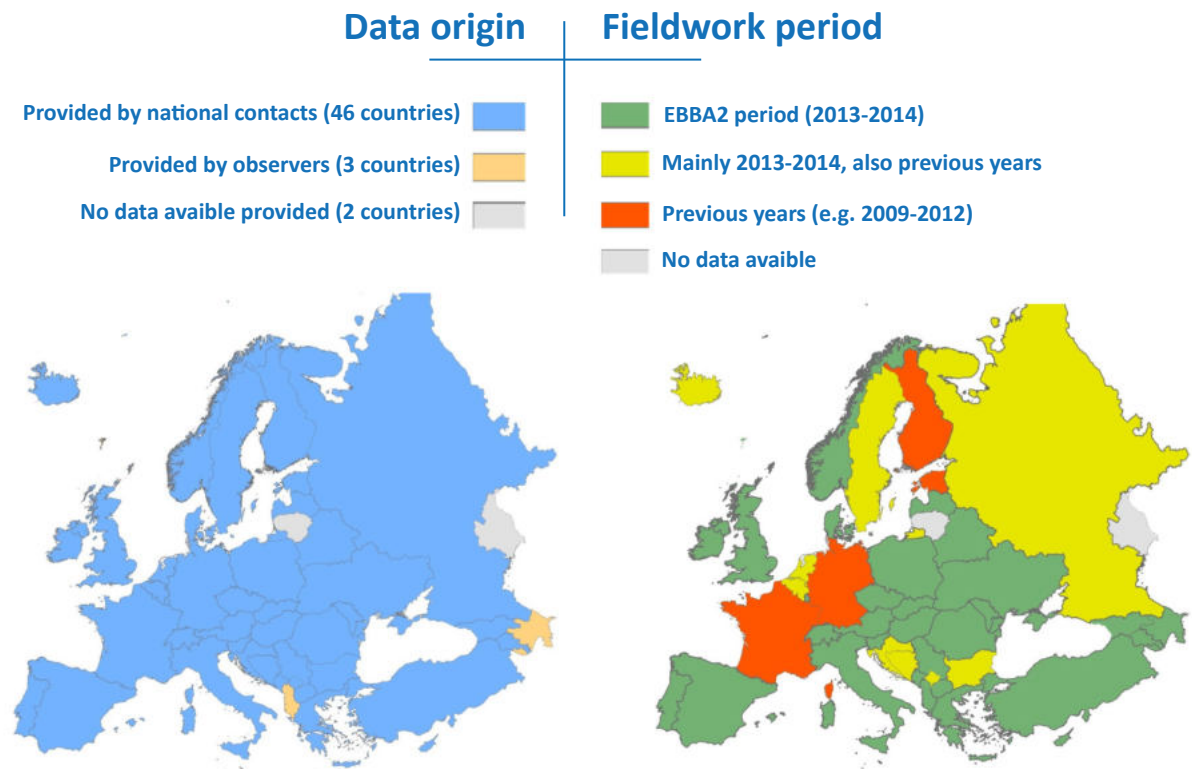 Data origin
Provided by national contacts (46 countries)
Provided by observers (3 countries)
No data avaible provided (2 countries)
Fieldwork period
EBBA2 period (2013-2014)
Mainly 2013-2014, also previous years
Previous years (e.g. 2009-2012)
No data avaible